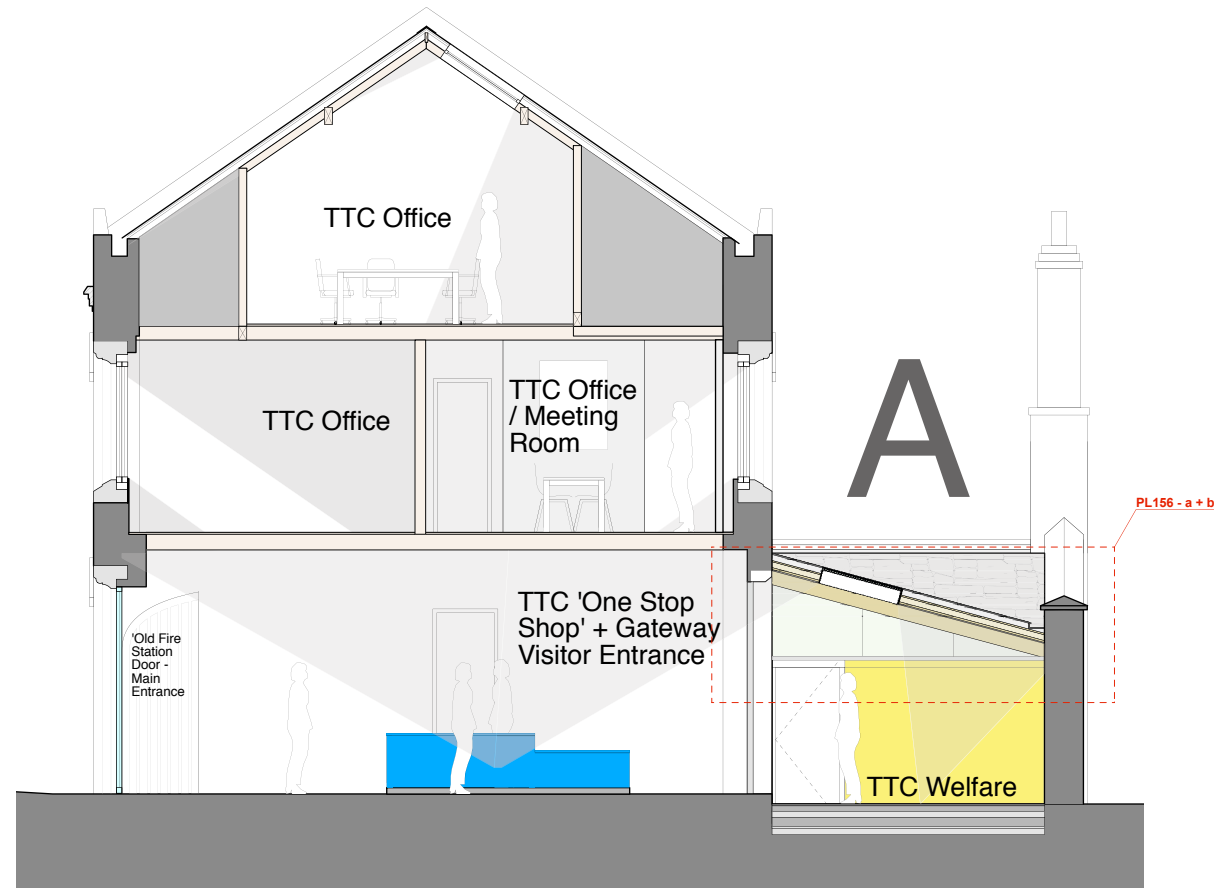 TTC Office
TTC Office
TTC Office
/ Meeting
Room
A
PL156 - a + b
TTC 'One Stop
Shop' + Gateway
Visitor Entrance
'Old Fire
Station
Door -
Main
Entrance
TTC Welfare